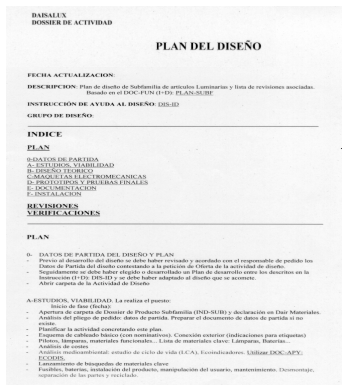 DAISALUX
DOSSIER DE ACTIVIDAD
PLAN DEL DISEÑO
FECHA ACTUALIZACION:
DESCRIPCION: Plan de diseño de Subfamilia de artículos Luminarias y lista de revisiones asociadas.
Basado en el DOC-FUN (I+D): PLAN-SUBF
INSTRUCCIÓN DE AYUDA AL DISEÑO: DIS-ID
GRUPO DE DISEÑO:
INDICE
PLAN
0-DATOS DE PARTIDA
A- ESTUDIOS, VIABILIDAD
B- DISEÑO TEORICO
C-MAQUETAS ELECTROMECANICAS
D- PROTOTIPOS Y PRUEBAS FINALES
E- DOCUMENTACION
F- INSTALACION
REVISIONES
VERIFICACIONES
PLAN
0- DATOS DE PARTIDA DEL DISEÑO Y PLAN
- Previo al desarrollo del diseño se debe haber revisado y acordado con el responsable de pedido los
Datos de Partida del diseño contestando a la petición de Oferta de la actividad de diseño.
- Seguidamente se debe haber elegido o desarrollado un Plan de desarrollo entre los descritos en la
Instrucción (I+D): DIS-ID y se debe haber adaptado al diseño que se acomete.
- Abrir carpeta de la Actividad de Diseño
A-ESTUDIOS, VIABILIDAD. La realiza el puesto:
Inicio de fase (fecha):
- Apertura de carpeta de Dossier de Producto Subfamilia (IND-SUB) y declaración en Dair Materiales.
- Análisis del pliego de pedido: datos de partida. Preparar el documento de datos de partida si no
existe.
- Planificar la actividad concretando este plan.
- Esquema de cableado básico (con nominativos). Conexión exterior (indicaciones para etiquetas)
- Pilotos, lámparas, materiales funcionales... Lista de materiales clave: Lámparas, Baterías...
- Análisis de costes
- Análisis medioambiental: estudio de ciclo de vida (LCA), Ecoindicadores. Utilizar DOC-APY:
ECODIS.
- Lanzamiento de búsquedas de materiales clave
- Fusibles, baterías, instalación del producto, manipulación del usuario, mantenimiento. Desmontaje,
separación de las partes y reciclado.